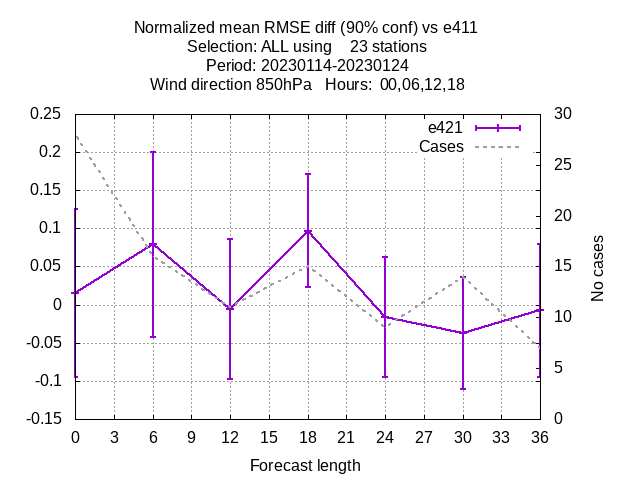 Normalized mean RMSE diff (90% conf) vs e411
Selection: ALL using    23 stations
Period: 20230114-20230124
Wind direction 850hPa   Hours:  00,06,12,18
e421
Cases
0.25
0.2
0.15
0.1
0.05
0
-0.05
-0.1
-0.15
30
25
20
15
10
5
0
No cases
0 3 6 9 12 15 18 21 24 27 30 33 36
Forecast length